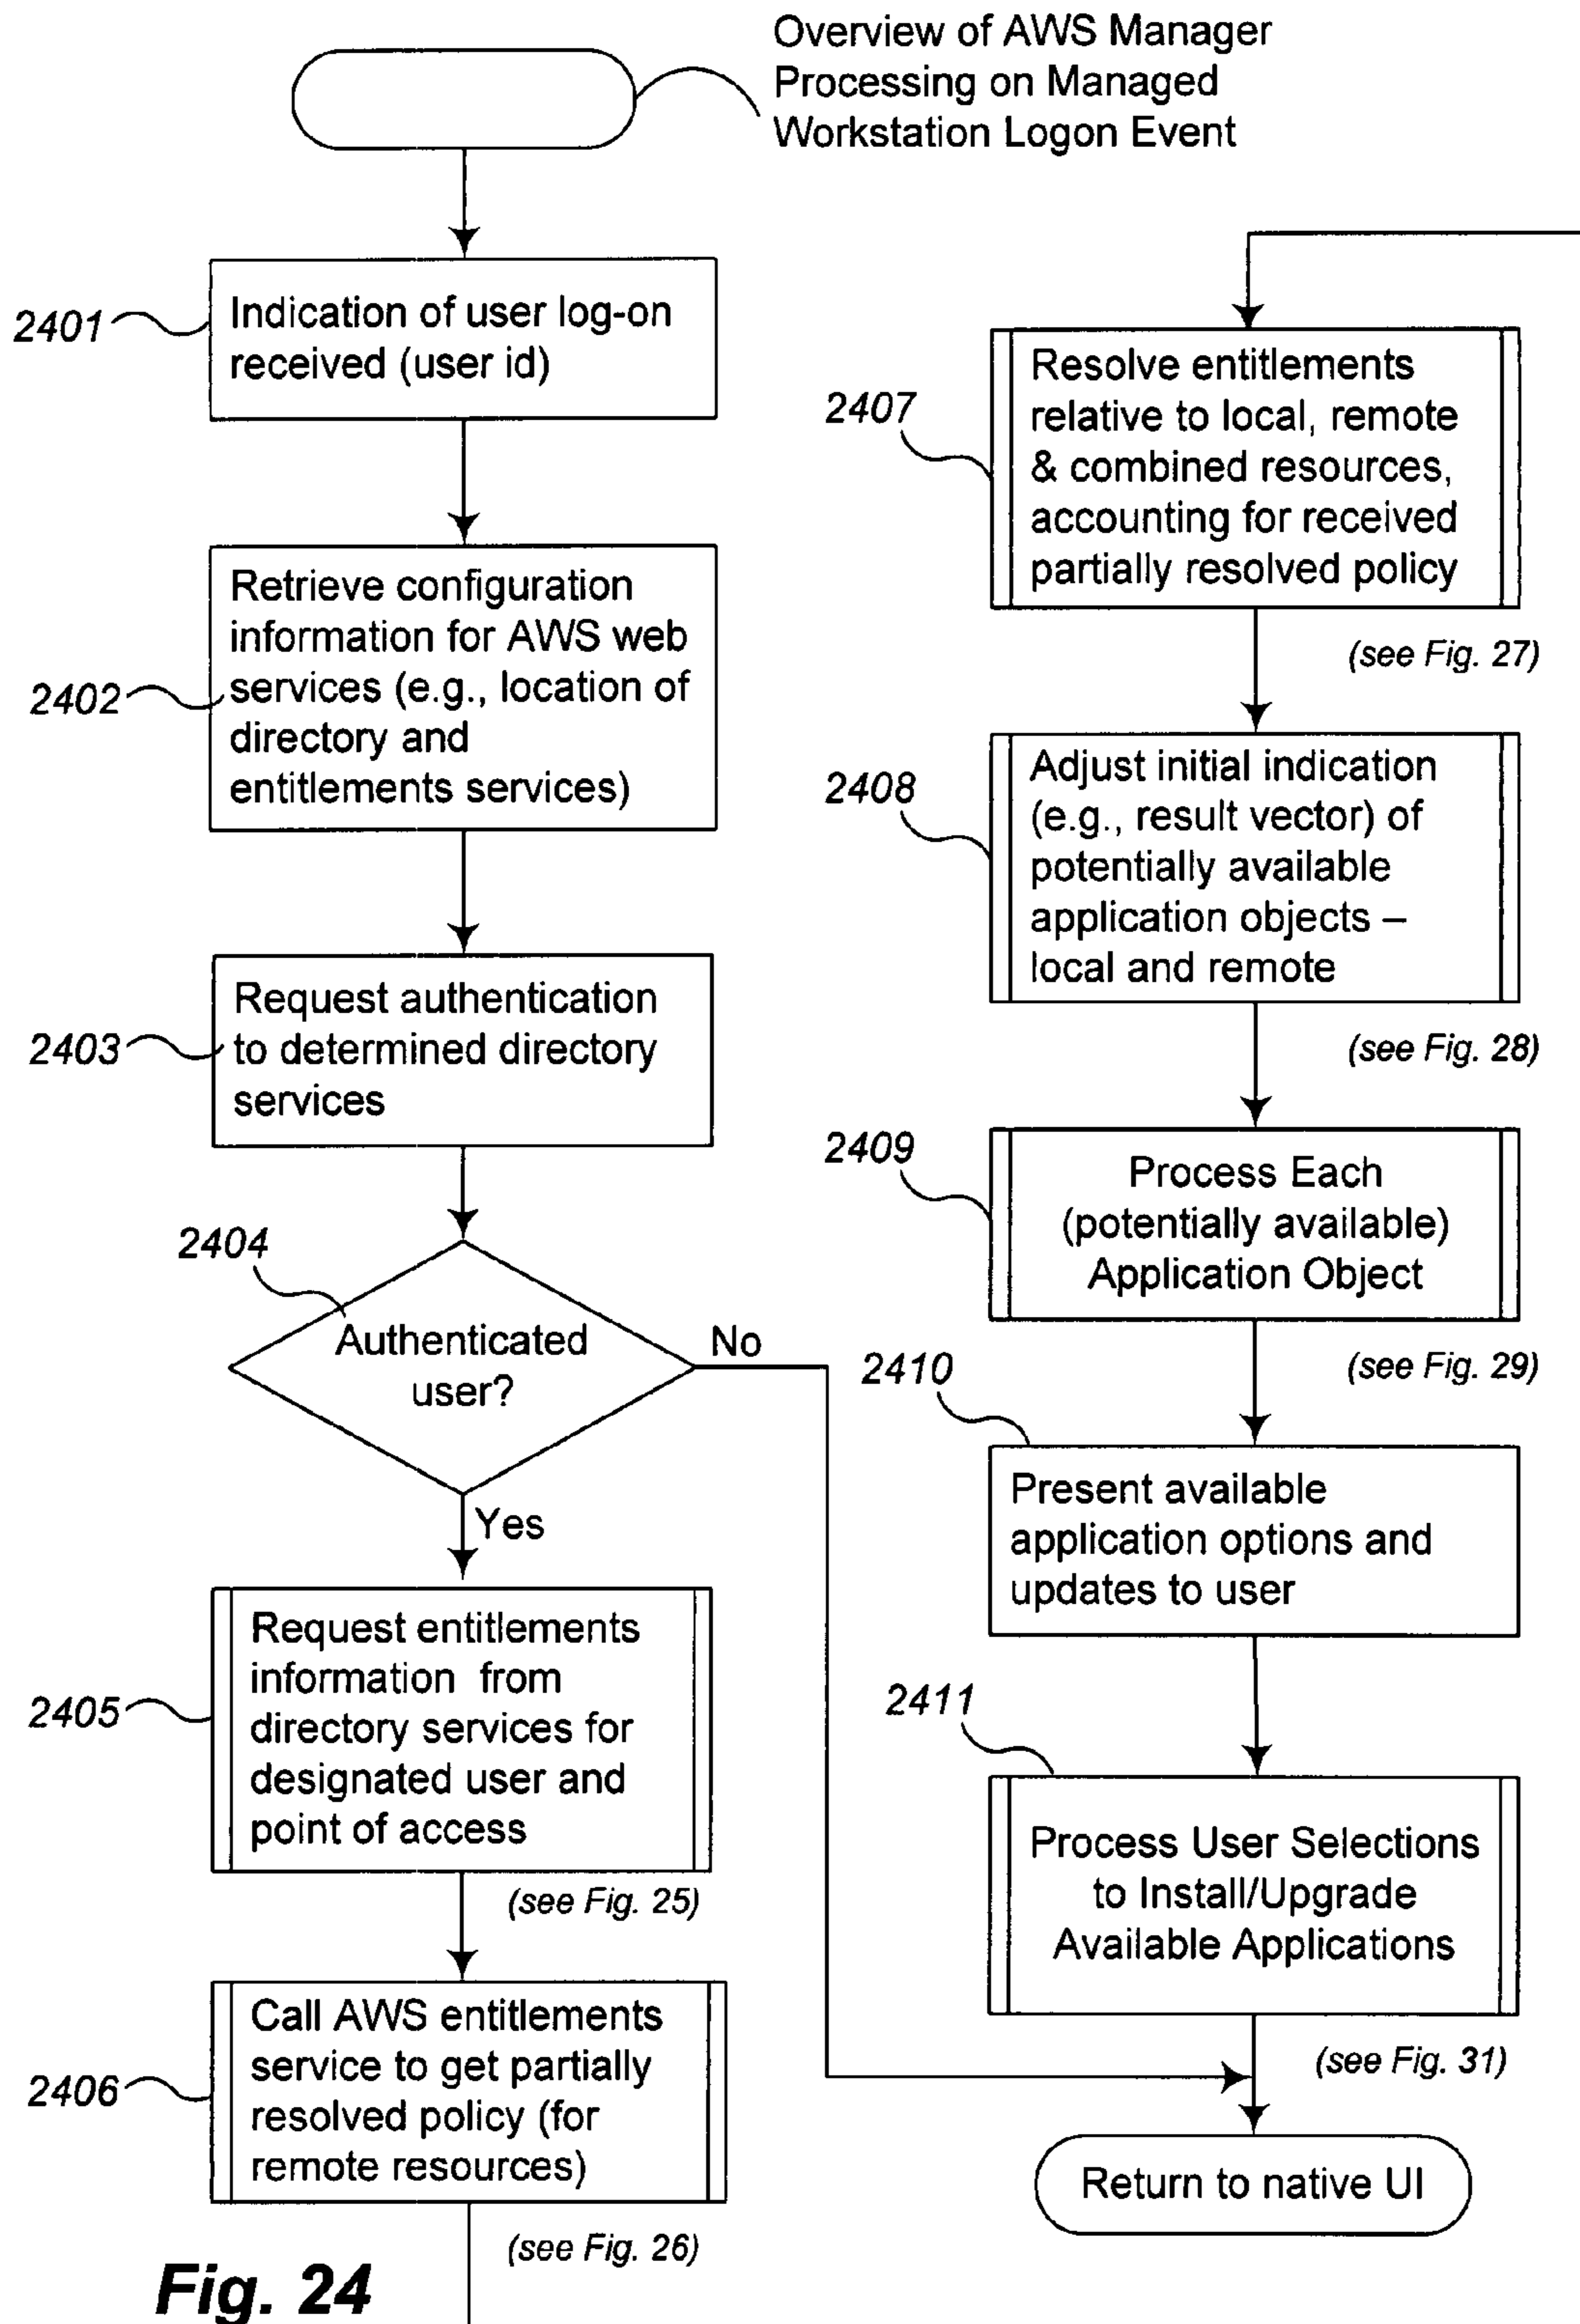 Overview of AWS Manager
Processing on Managed
Workstation Logon Event
2401
Indication of user log-on
received (user id)
2402
Retrieve configuration
information for AWS web
services (e.g., location of
directory and
entitlements services)
2403
Request authentication
to determined directory
services
2404
Authenticated
user?
No
Yes
2405
Request entitlements
information from
directory services for
designated user and
point of access
(see Fig. 25)
2406
Call AWS entitlements
service to get partially
resolved policy (for
remote resources)
(see Fig. 26)
2407
Resolve entitlements
relative to local, remote
& combined resources,
accounting for received
partially resolved policy
(see Fig. 27)
2408
Adjust initial indication
(e.g., result vector) of
potentially available
application objects –
local and remote
(see Fig. 28)
2409
Process Each
(potentially available)
Application Object
(see Fig. 29)
2410
Present available
application options and
updates to user
2411
Process User Selections
to Install/Upgrade
Available Applications
(see Fig. 31)
Return to native UI
Fig. 24